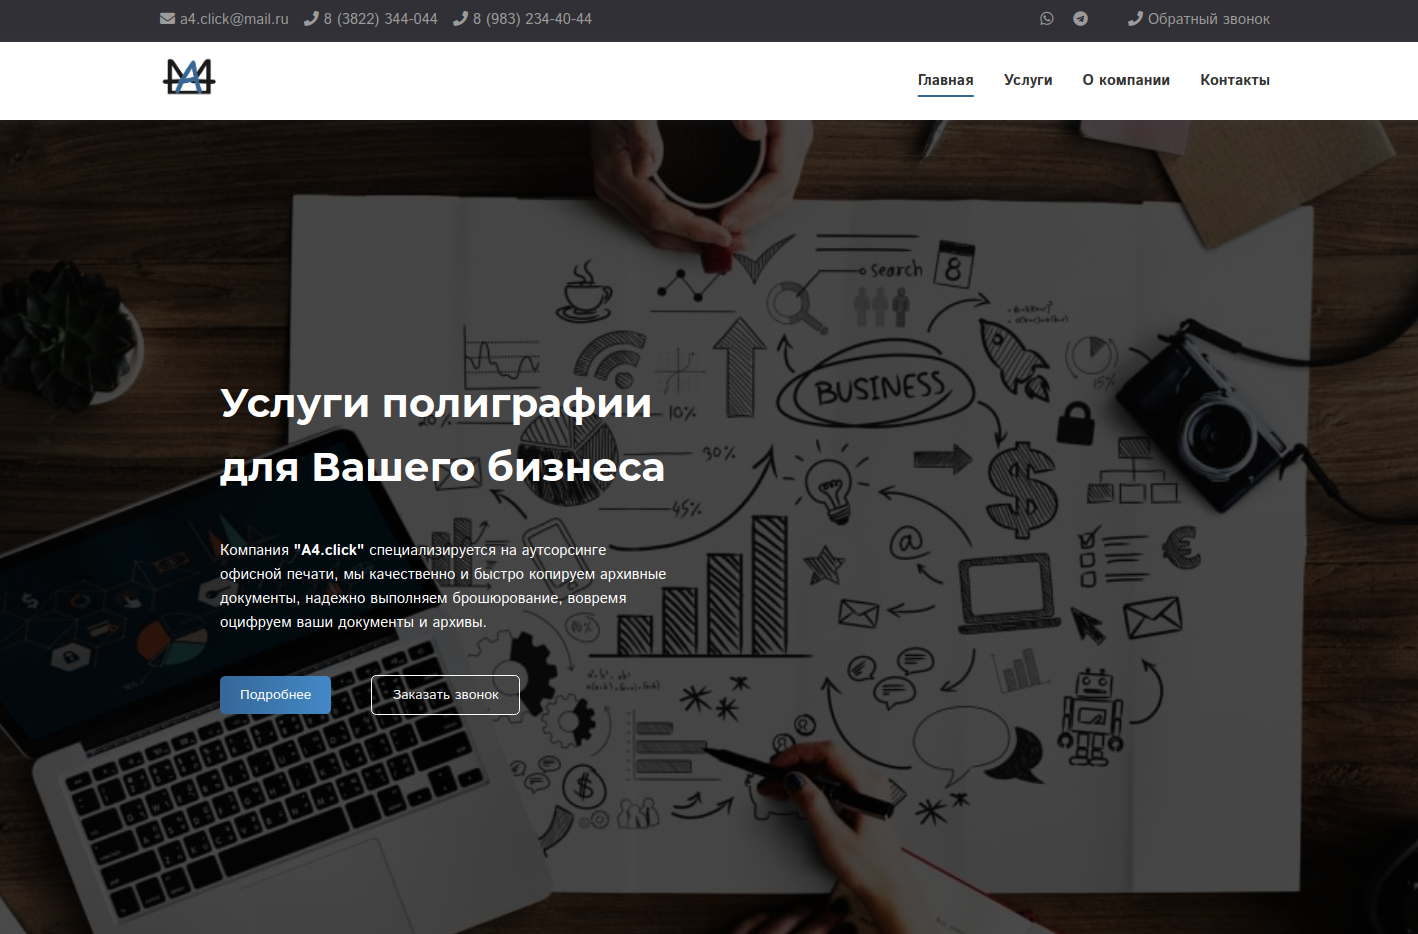 a4.click@mail.ru 8 (3822) 344-044 8 (983) 234-40-44 Обратный звонок
Главная Услуги О компании Контакты
search
8
BUSINESS
15%
10%
20%
Услуги полиграфии
30%
для Вашего бизнеса
45%
@
Компания "A4.click" специализируется на аутсорсинге
офисной печати, мы качественно и быстро копируем архивные
документы, надежно выполняем брошюрование, вовремя
оцифруем ваши документы и архивы.
Подробнее Заказать звонок